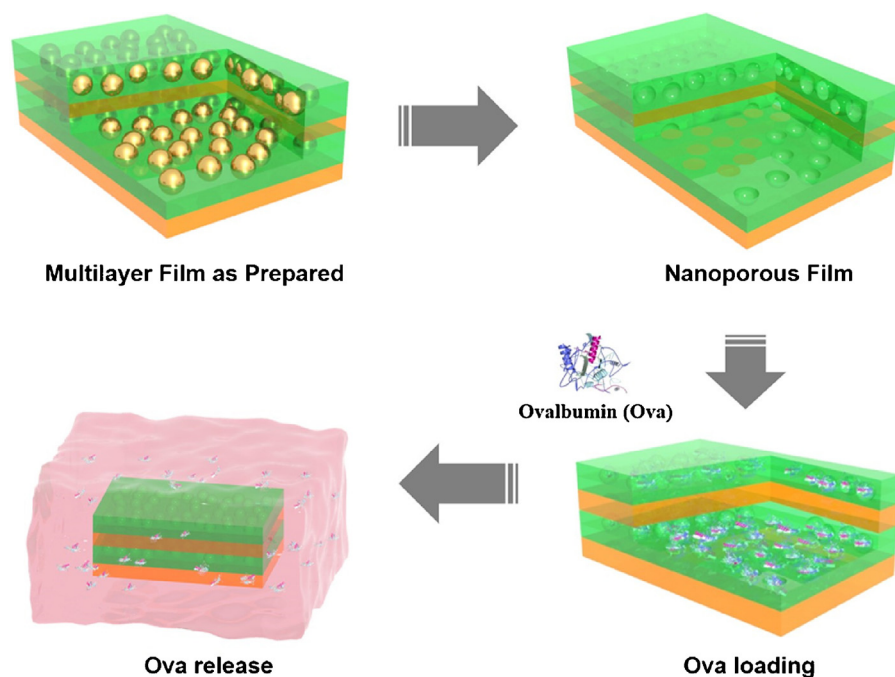 Multilayer Film as Prepared
Nanoporous Film
Ovalbumin (Ova)
Ova release
Ova loading